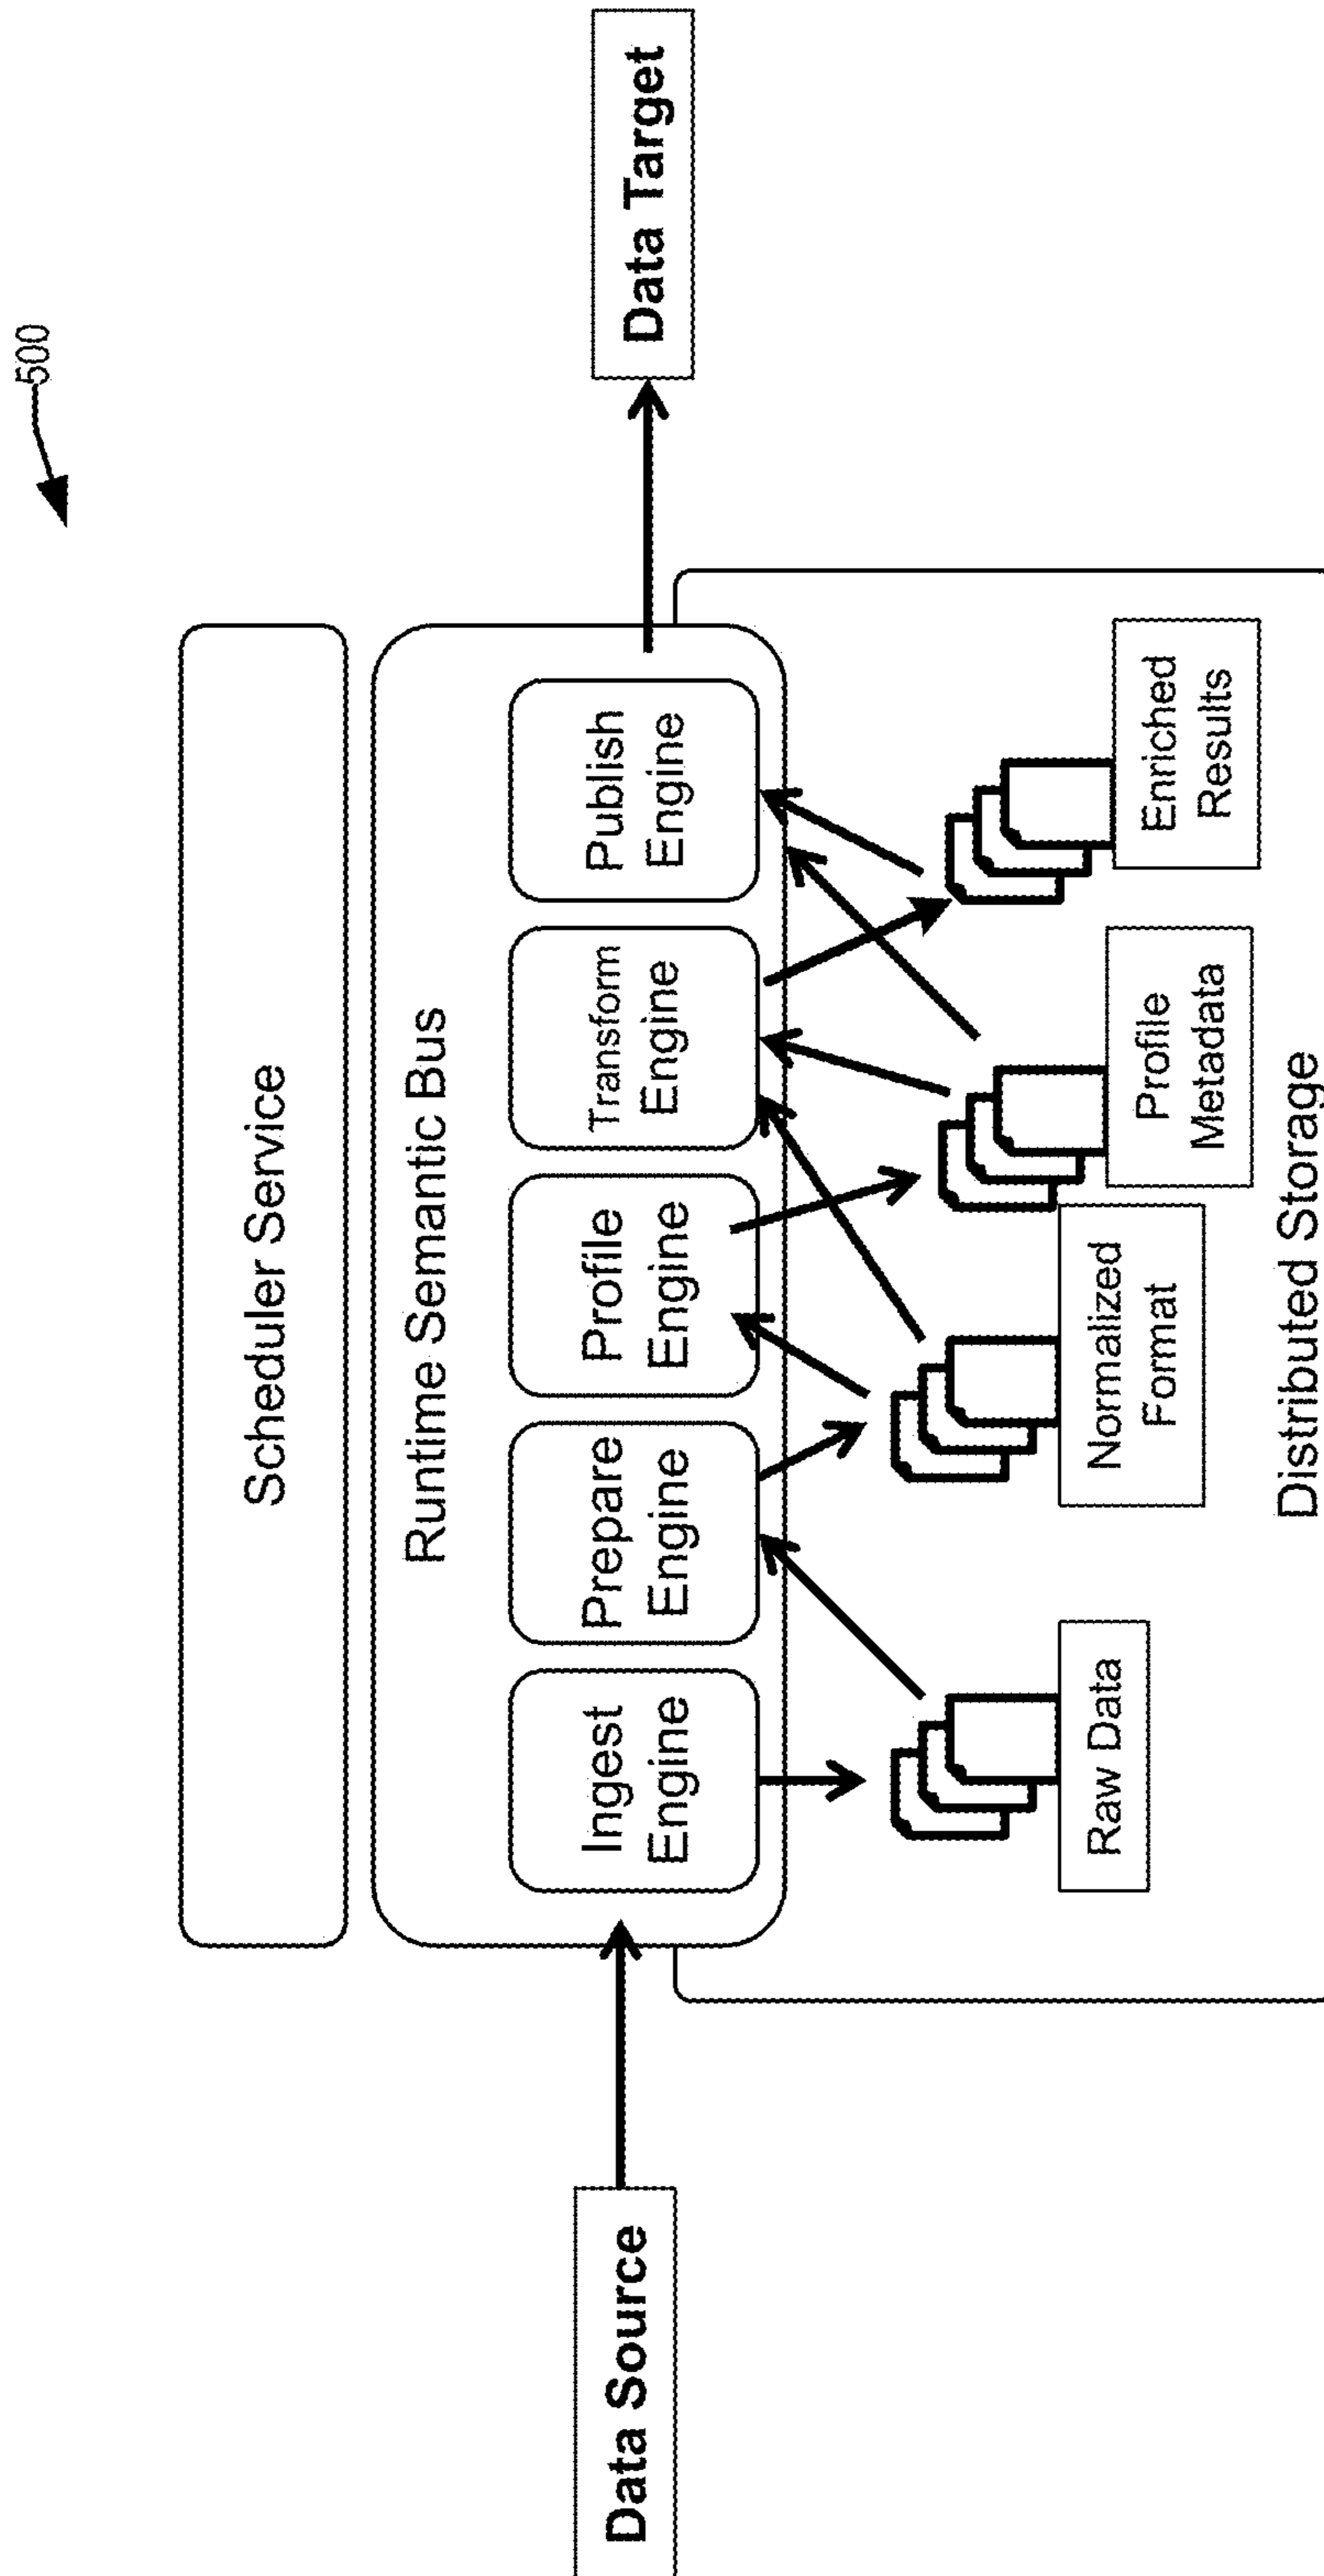 500
Scheduler Service
Runtime Semantic Bus
Data Source
Ingest
Engine
Prepare
Engine
Profile
Engine
Transform
Engine
Publish
Engine
Data Target
Raw Data
Normalized
Format
Profile
Metadata
Enriched
Results
Distributed Storage